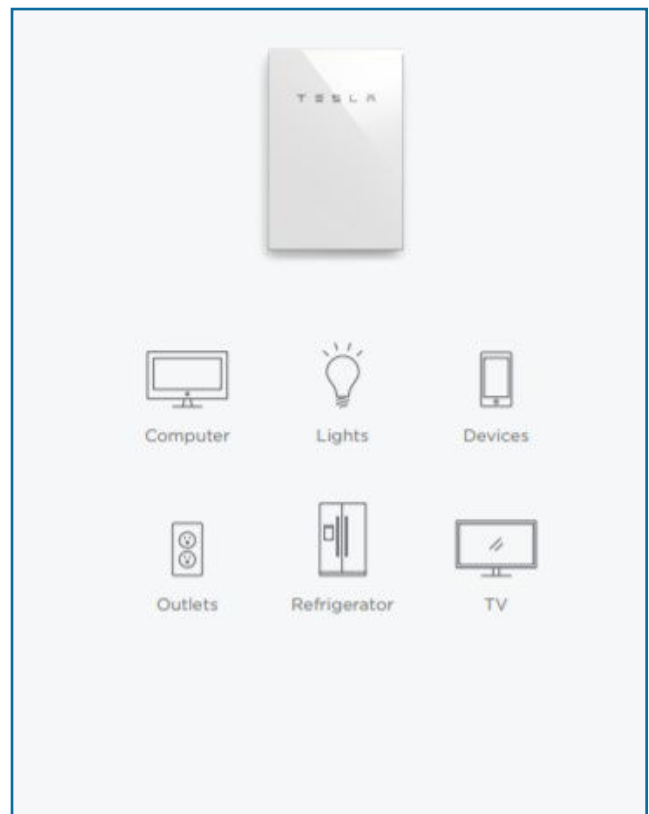 TESLA
Computer
Lights
Devices
Outlets
Refrigerator
TV